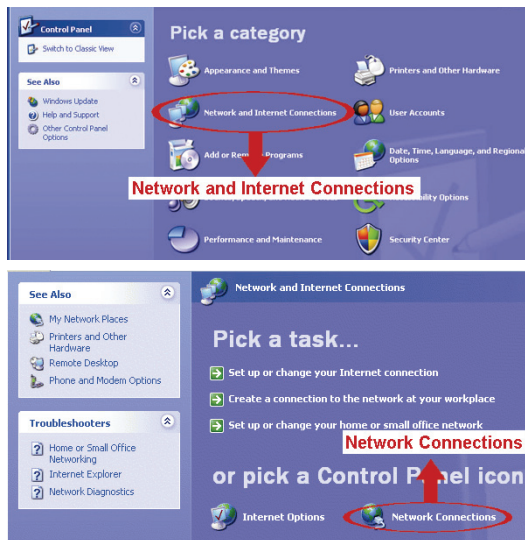 Control Panel
Switch to Classic View
See Also
Windows Update
Help and Support
Other Control Panel
Options
Pick a category
Appearance and Themes
Printers and Other Hardware
Network and Internet Connections
User Accounts
Add or Programs
Date, Time, Language, and Regional
Options
Network and Internet Connections
Options
Performance and Maintenance
Security Center
See Also
My Network Places
Printers and Other
Hardware
Remote Desktop
Phone and Modem Options
Troubleshooters
Home or Small Office
Networking
Internet Explorer
Network Diagnostics
Network and Internet Connections
Pick a task...
Set up or change your Internet connection
Create a connection to the network at your workplace
Set up or change your home or small office network
Network Connections
or pick a Control Panel icon
Internet Options
Network Connections